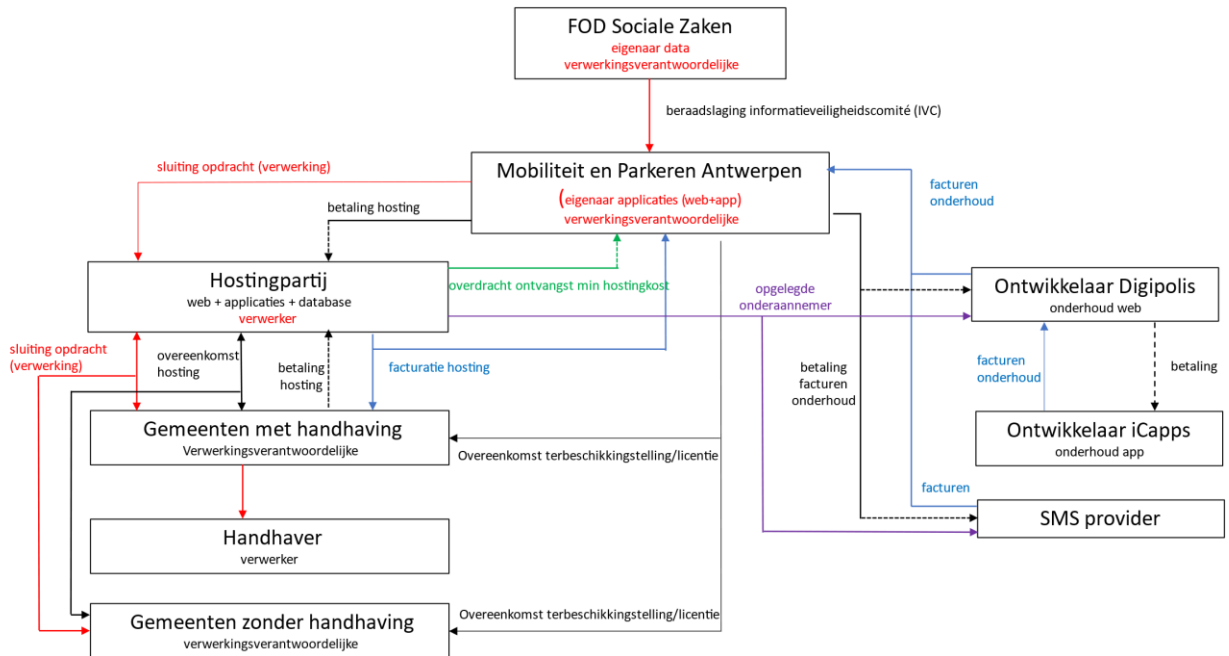 FOD Sociale Zaken
eigenaar data
verwerkingsverantwoordelijke
beraadslaging informatieveiligheidscomité (IVC)
sluiting opdracht (verwerking)
Mobiliteit en Parkeren Antwerpen
(eigenaar applicaties (web+app)
verwerkingsverantwoordelijke
facturen
onderhoud
betaling hosting
Hostingpartij
web + applicaties + database
verwerker
overdracht ontvangst min hostingkost
opgelegde
onderaannemer
Ontwikkelaar Digipolis
onderhoud web
sluiting opdracht
(verwerking)
overeenkomst
hosting
betaling
hosting
facturatie hosting
betaling
facturen
onderhoud
facturen
onderhoud
betaling
Gemeenten met handhaving
Verwerkingsverantwoordelijke
Overeenkomst terbeschikkingstelling/licentie
Ontwikkelaar iCapps
onderhoud app
facturen
SMS provider
Handhaver
verwerker
Gemeenten zonder handhaving
verwerkingsverantwoordelijke
Overeenkomst terbeschikkingstelling/licentie